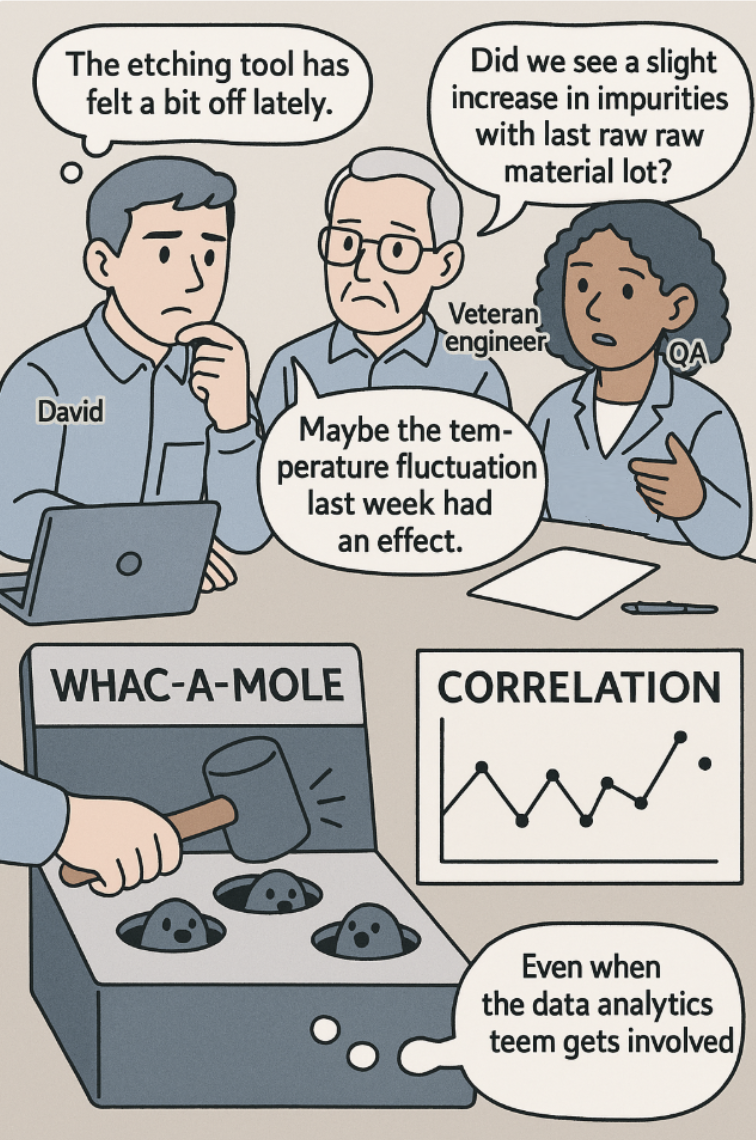 The etching tool has
felt a bit off lately.
Did we see a slight
increase in impurities
with last raw raw
material lot?
Veteran
engineer
QA
David
Maybe the tem-
perature fluctuation
last week had
an effect.
WHAC-A-MOLE
CORRELATION
Even when
the data analytics
teem gets involved